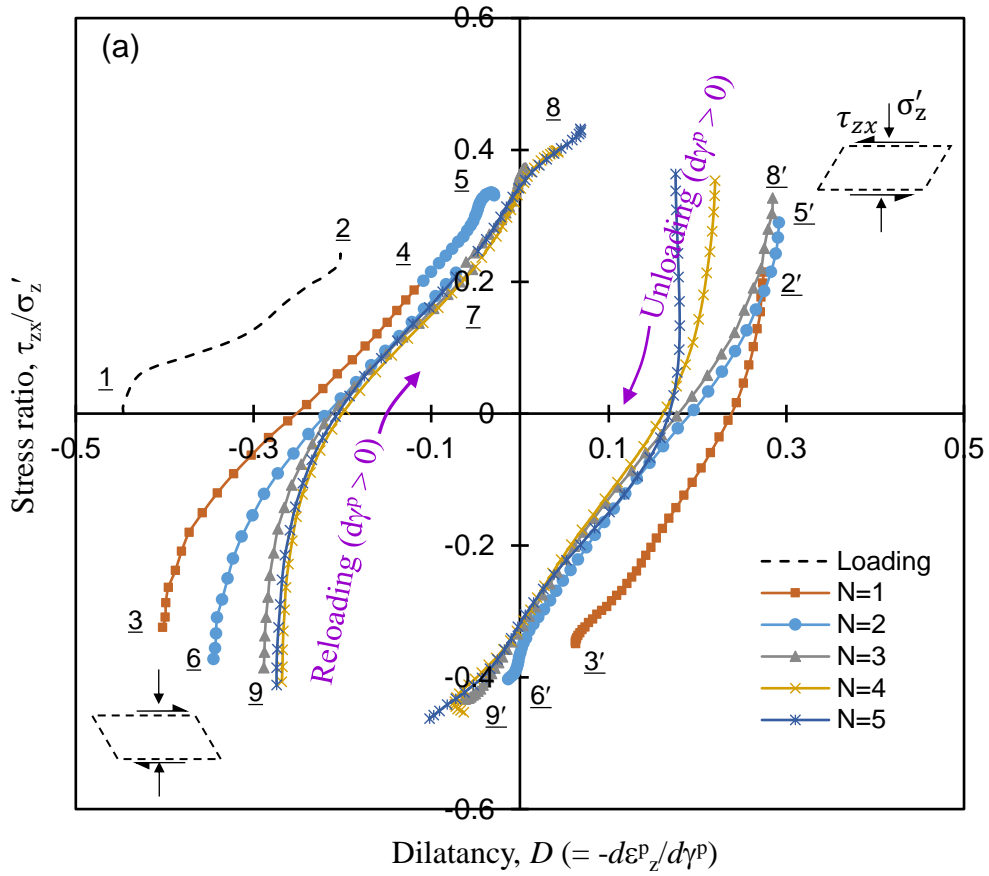 (a)
0.6
0.4
0.2
0
-0.2
-0.4
-0.6
-0.5
-0.3
-0.1
0.1
0.3
0.5
Stress ratio, τzx/σz′
Dilatancy, D (= -dεᵖz/dγᵖ)
1
2
3
4
5
6
7
8
9
2′
3′
5′
6′
8′
9′
Reloading (dγᵖ > 0)
Unloading (dγᵖ > 0)
τzx
σz′
Loading
N=1
N=2
N=3
N=4
N=5